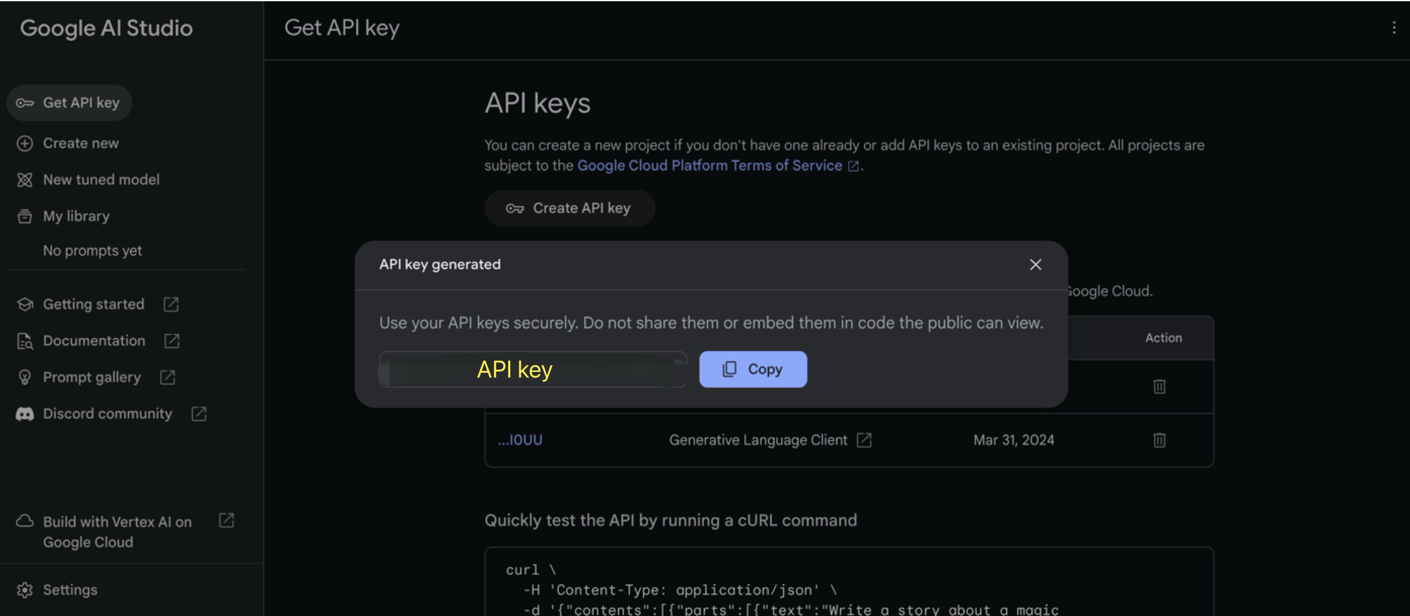 Google AI Studio
Get API key
Get API key
Create new
New tuned model
My library
No prompts yet
Getting started
Documentation
Prompt gallery
Discord community
Build with Vertex AI on
Google Cloud
Settings
API keys
You can create a new project if you don't have one already or add API keys to an existing project. All projects are
subject to the Google Cloud Platform Terms of Service.
Create API key
Google Cloud.
API key generated
Use your API keys securely. Do not share them or embed them in code the public can view.
API key
Copy
Action
...I0UU Generative Language Client Mar 31, 2024
Quickly test the API by running a cURL command
curl \
-H 'Content-Type: application/json' \
-d '{"contents":[{"parts":[{"text":"Write a story about a magic